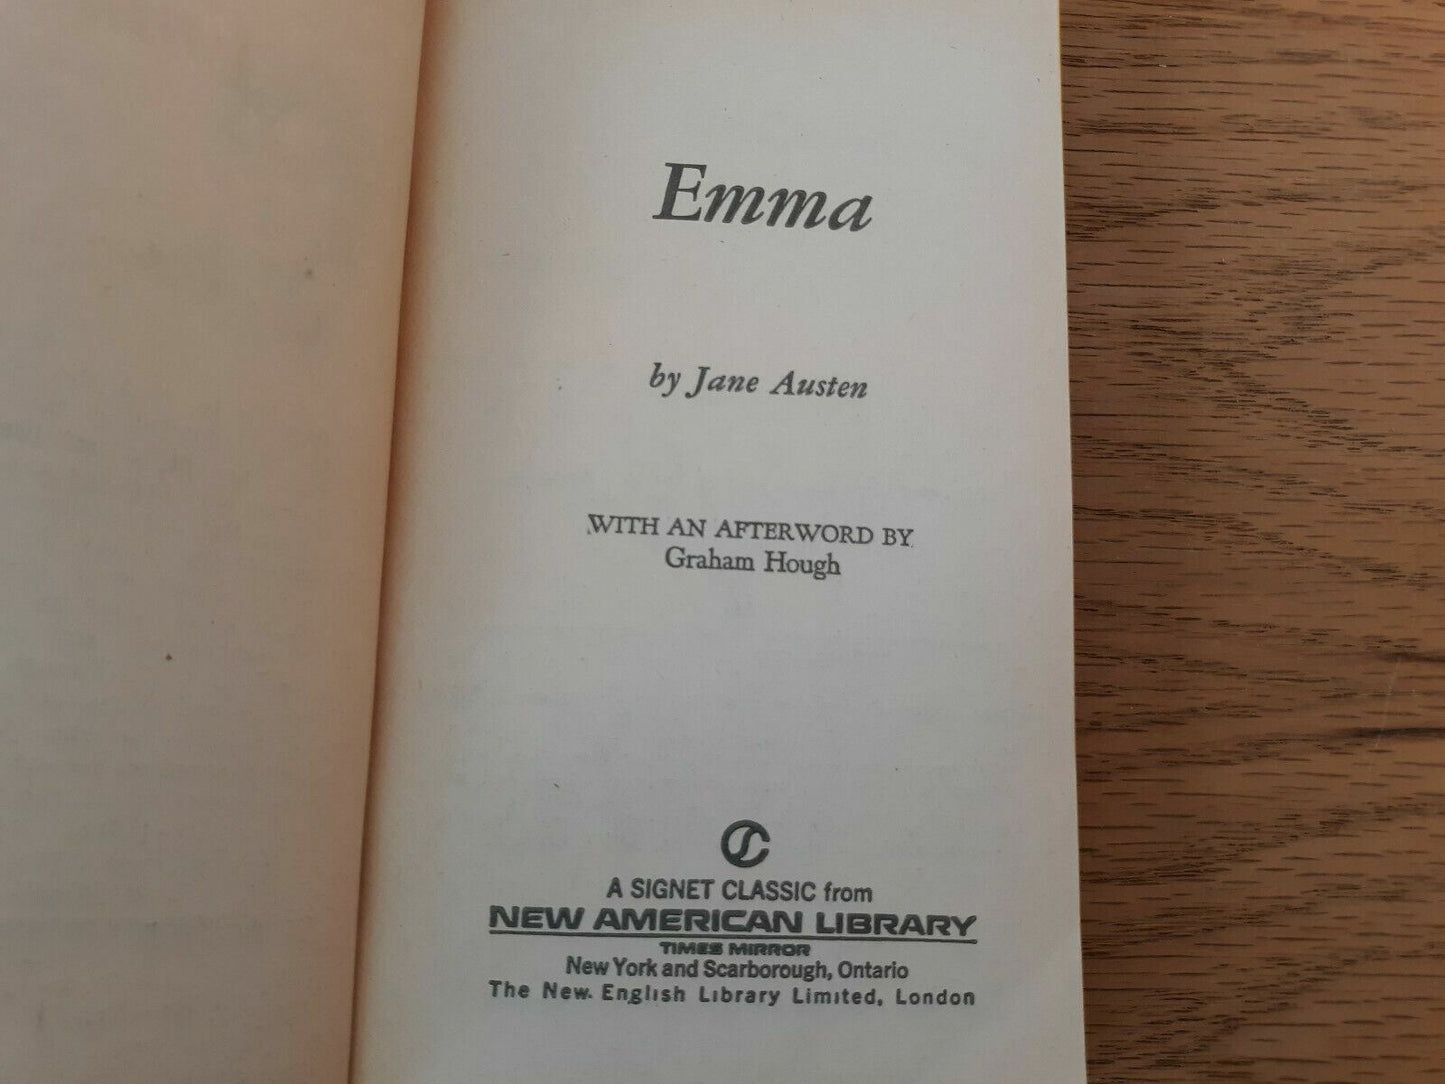 Emma
by Jane Austen
WITH AN AFTERWORD BY
Graham Hough
A SIGNET CLASSIC from
NEW AMERICAN LIBRARY
TIMES MIRROR
New York and Scarborough, Ontario
The New English Library Limited, London